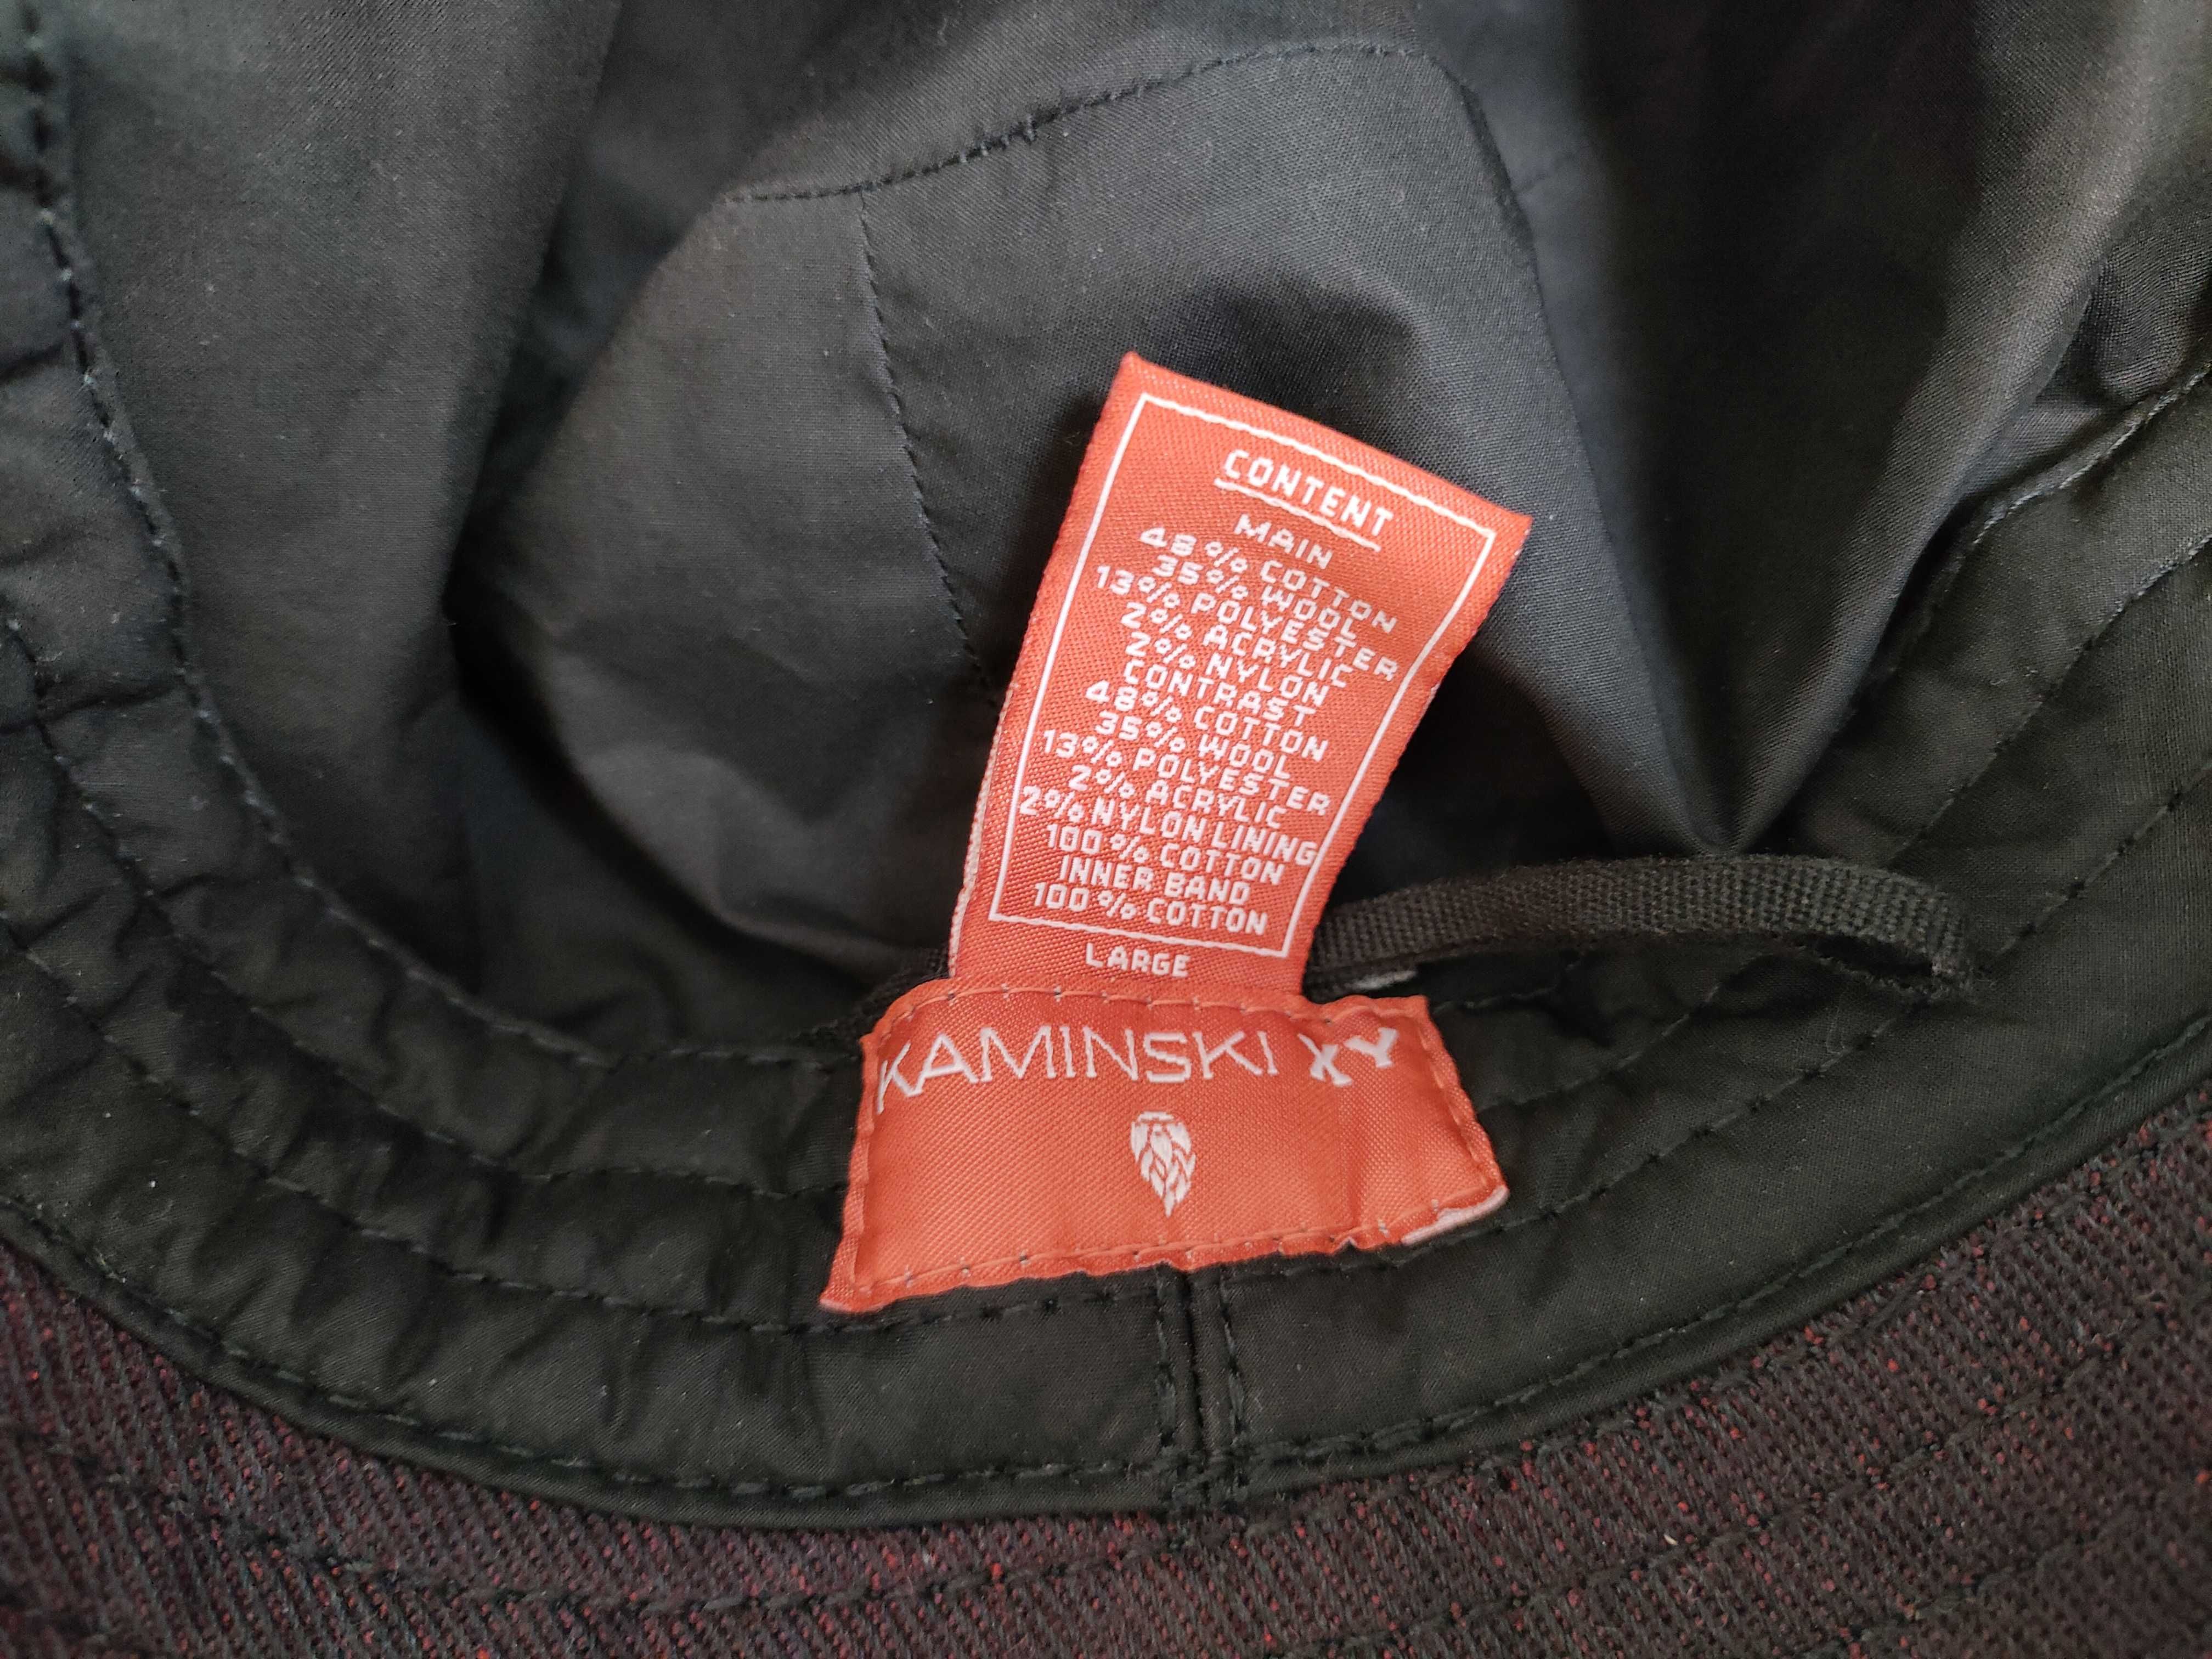 CONTENT
MAIN
48% COTTON
35% WOOL
13% POLYESTER
2% ACRYLIC
2% NYLON
CONTRAST
48% COTTON
35% WOOL
13% POLYESTER
2% ACRYLIC
2% NYLON LINING
100% COTTON
INNER BAND
100% COTTON
LARGE
KAMINSKI XY